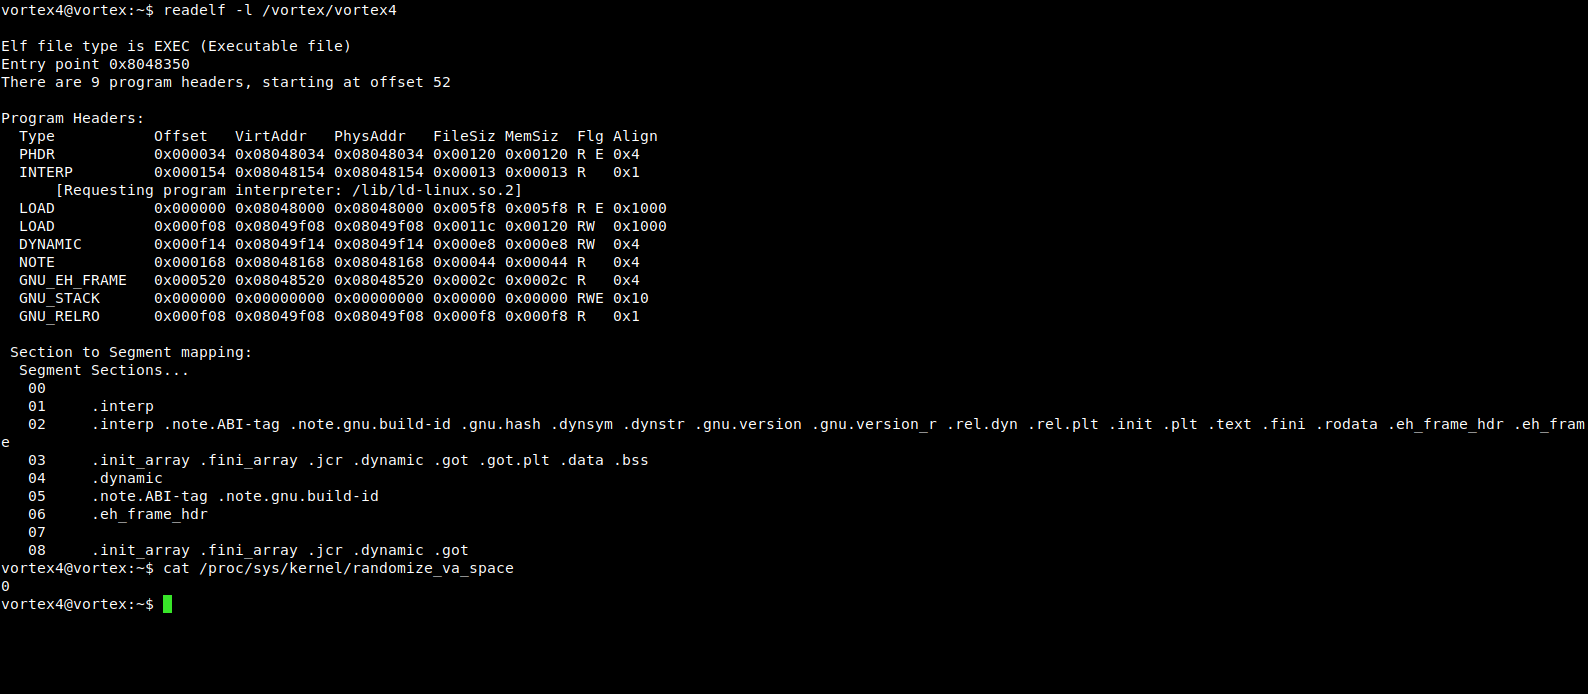 vortex4@vortex:~$ readelf -l /vortex/vortex4

Elf file type is EXEC (Executable file)
Entry point 0x8048350
There are 9 program headers, starting at offset 52

Program Headers:
  Type           Offset   VirtAddr   PhysAddr   FileSiz MemSiz  Flg Align
  PHDR           0x000034 0x08048034 0x08048034 0x00120 0x00120 R E 0x4
  INTERP         0x000154 0x08048154 0x08048154 0x00013 0x00013 R   0x1
      [Requesting program interpreter: /lib/ld-linux.so.2]
  LOAD           0x000000 0x08048000 0x08048000 0x005f8 0x005f8 R E 0x1000
  LOAD           0x000f08 0x08049f08 0x08049f08 0x0011c 0x00120 RW  0x1000
  DYNAMIC        0x000f14 0x08049f14 0x08049f14 0x000e8 0x000e8 RW  0x4
  NOTE           0x000168 0x08048168 0x08048168 0x00044 0x00044 R   0x4
  GNU_EH_FRAME   0x000520 0x08048520 0x08048520 0x0002c 0x0002c R   0x4
  GNU_STACK      0x000000 0x00000000 0x00000000 0x00000 0x00000 RWE 0x10
  GNU_RELRO      0x000f08 0x08049f08 0x08049f08 0x000f8 0x000f8 R   0x1

 Section to Segment mapping:
  Segment Sections...
   00
   01     .interp
   02     .interp .note.ABI-tag .note.gnu.build-id .gnu.hash .dynsym .dynstr .gnu.version .gnu.version_r .rel.dyn .rel.plt .init .plt .text .fini .rodata .eh_frame_hdr .eh_fram
e
   03     .init_array .fini_array .jcr .dynamic .got .got.plt .data .bss
   04     .dynamic
   05     .note.ABI-tag .note.gnu.build-id
   06     .eh_frame_hdr
   07
   08     .init_array .fini_array .jcr .dynamic .got
vortex4@vortex:~$ cat /proc/sys/kernel/randomize_va_space
0
vortex4@vortex:~$